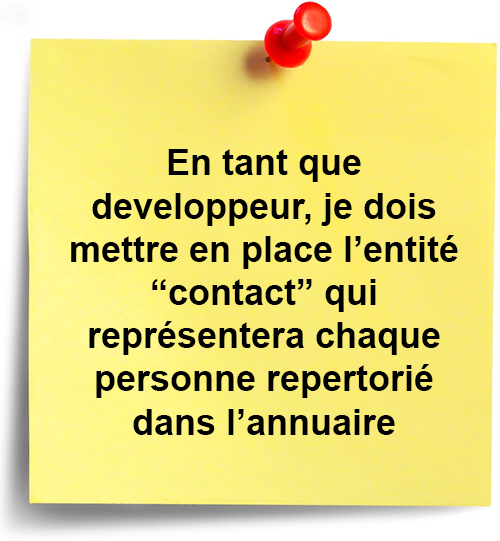 En tant que
developpeur, je dois
mettre en place l’entité
“contact” qui
représentera chaque
personne repertorié
dans l’annuaire